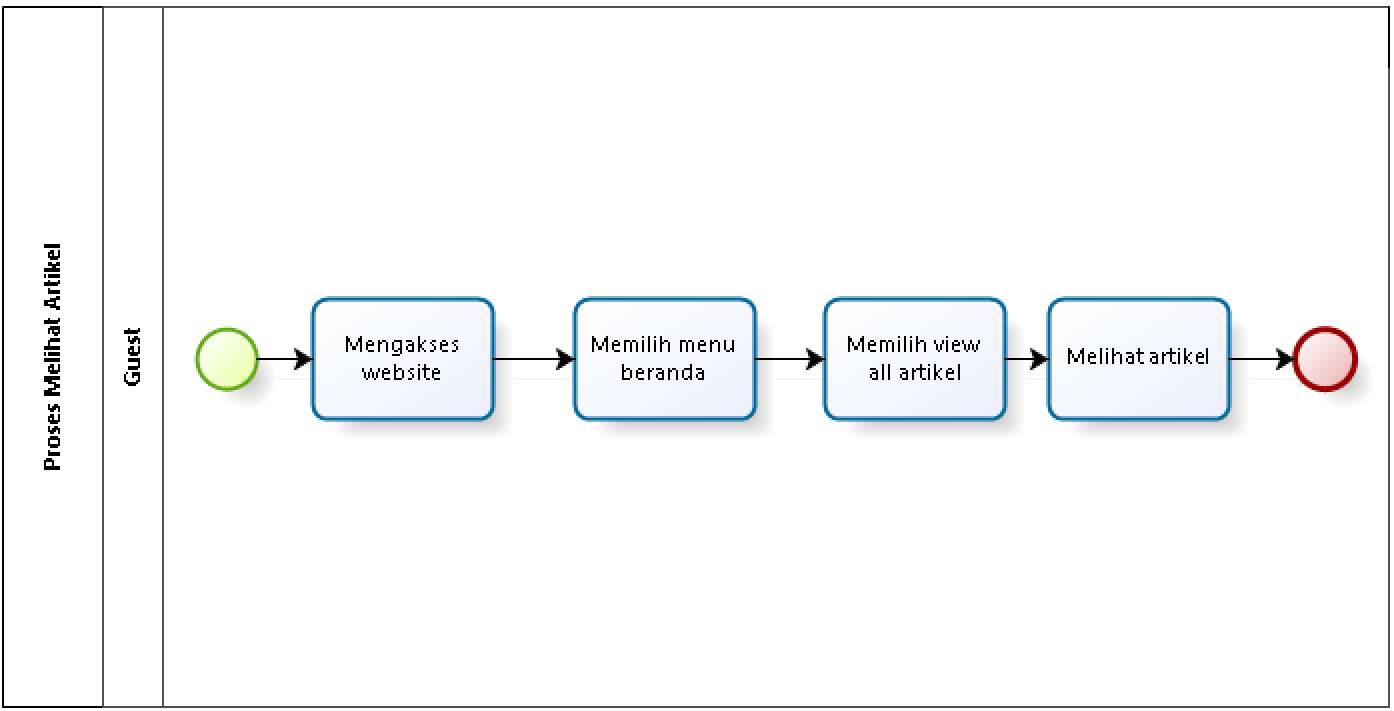 Proses Melihat Artikel
Guest
Mengakses
website
Memilih menu
beranda
Memilih view
all artikel
Melihat artikel